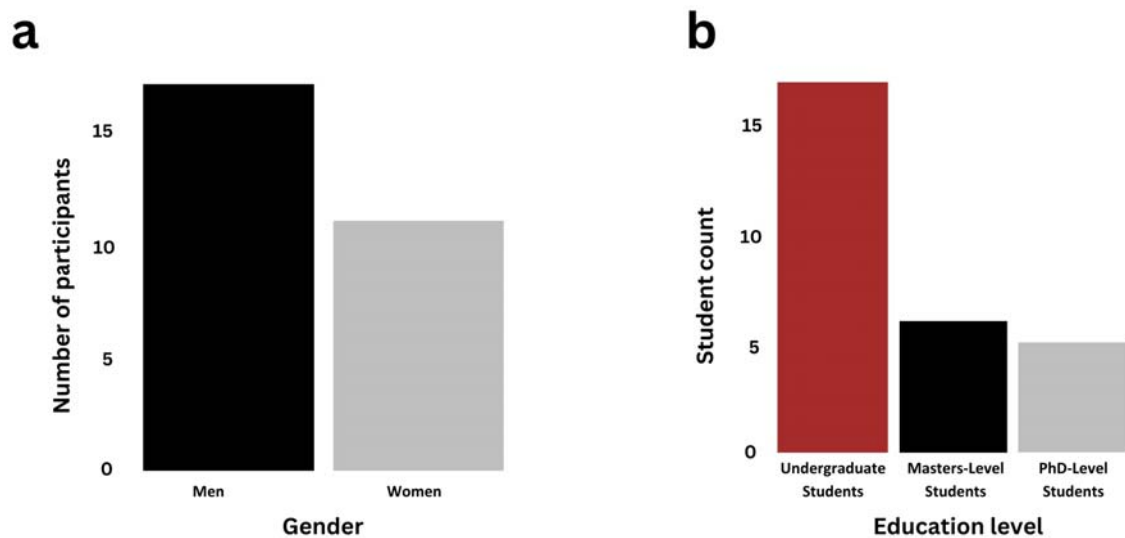 a
Number of participants
15
10
5
0
Men
Women
Gender
b
Student count
15
10
5
0
Undergraduate
Students
Masters-Level
Students
PhD-Level
Students
Education level